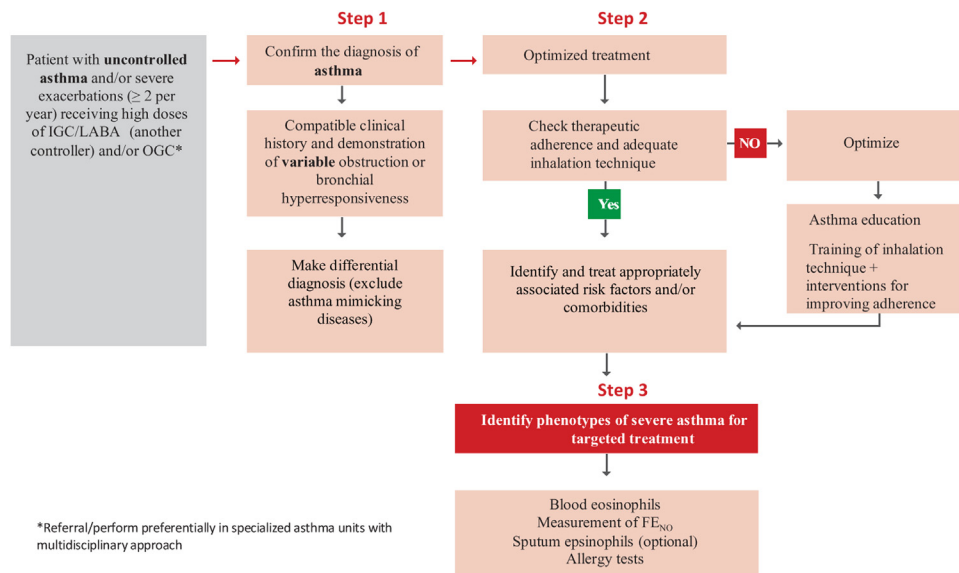 Step 1
Step 2
Patient with uncontrolled
asthma and/or severe
exacerbations (≥ 2 per
year) receiving high doses
of IGC/LABA (another
controller) and/or OGC*
Confirm the diagnosis of
asthma
Optimized treatment
Compatible clinical
history and demonstration
of variable obstruction or
bronchial
hyperresponsiveness
Check therapeutic
adherence and adequate
inhalation technique
NO
Optimize
Yes
Asthma education
Training of inhalation
technique +
interventions for
improving adherence
Make differential
diagnosis (exclude
asthma mimicking
diseases)
Identify and treat appropriately
associated risk factors and/or
comorbidities
Step 3
Identify phenotypes of severe asthma for
targeted treatment
Blood eosinophils
Measurement of FENO
Sputum epsinophils (optional)
Allergy tests
*Referral/perform preferentially in specialized asthma units with
multidisciplinary approach